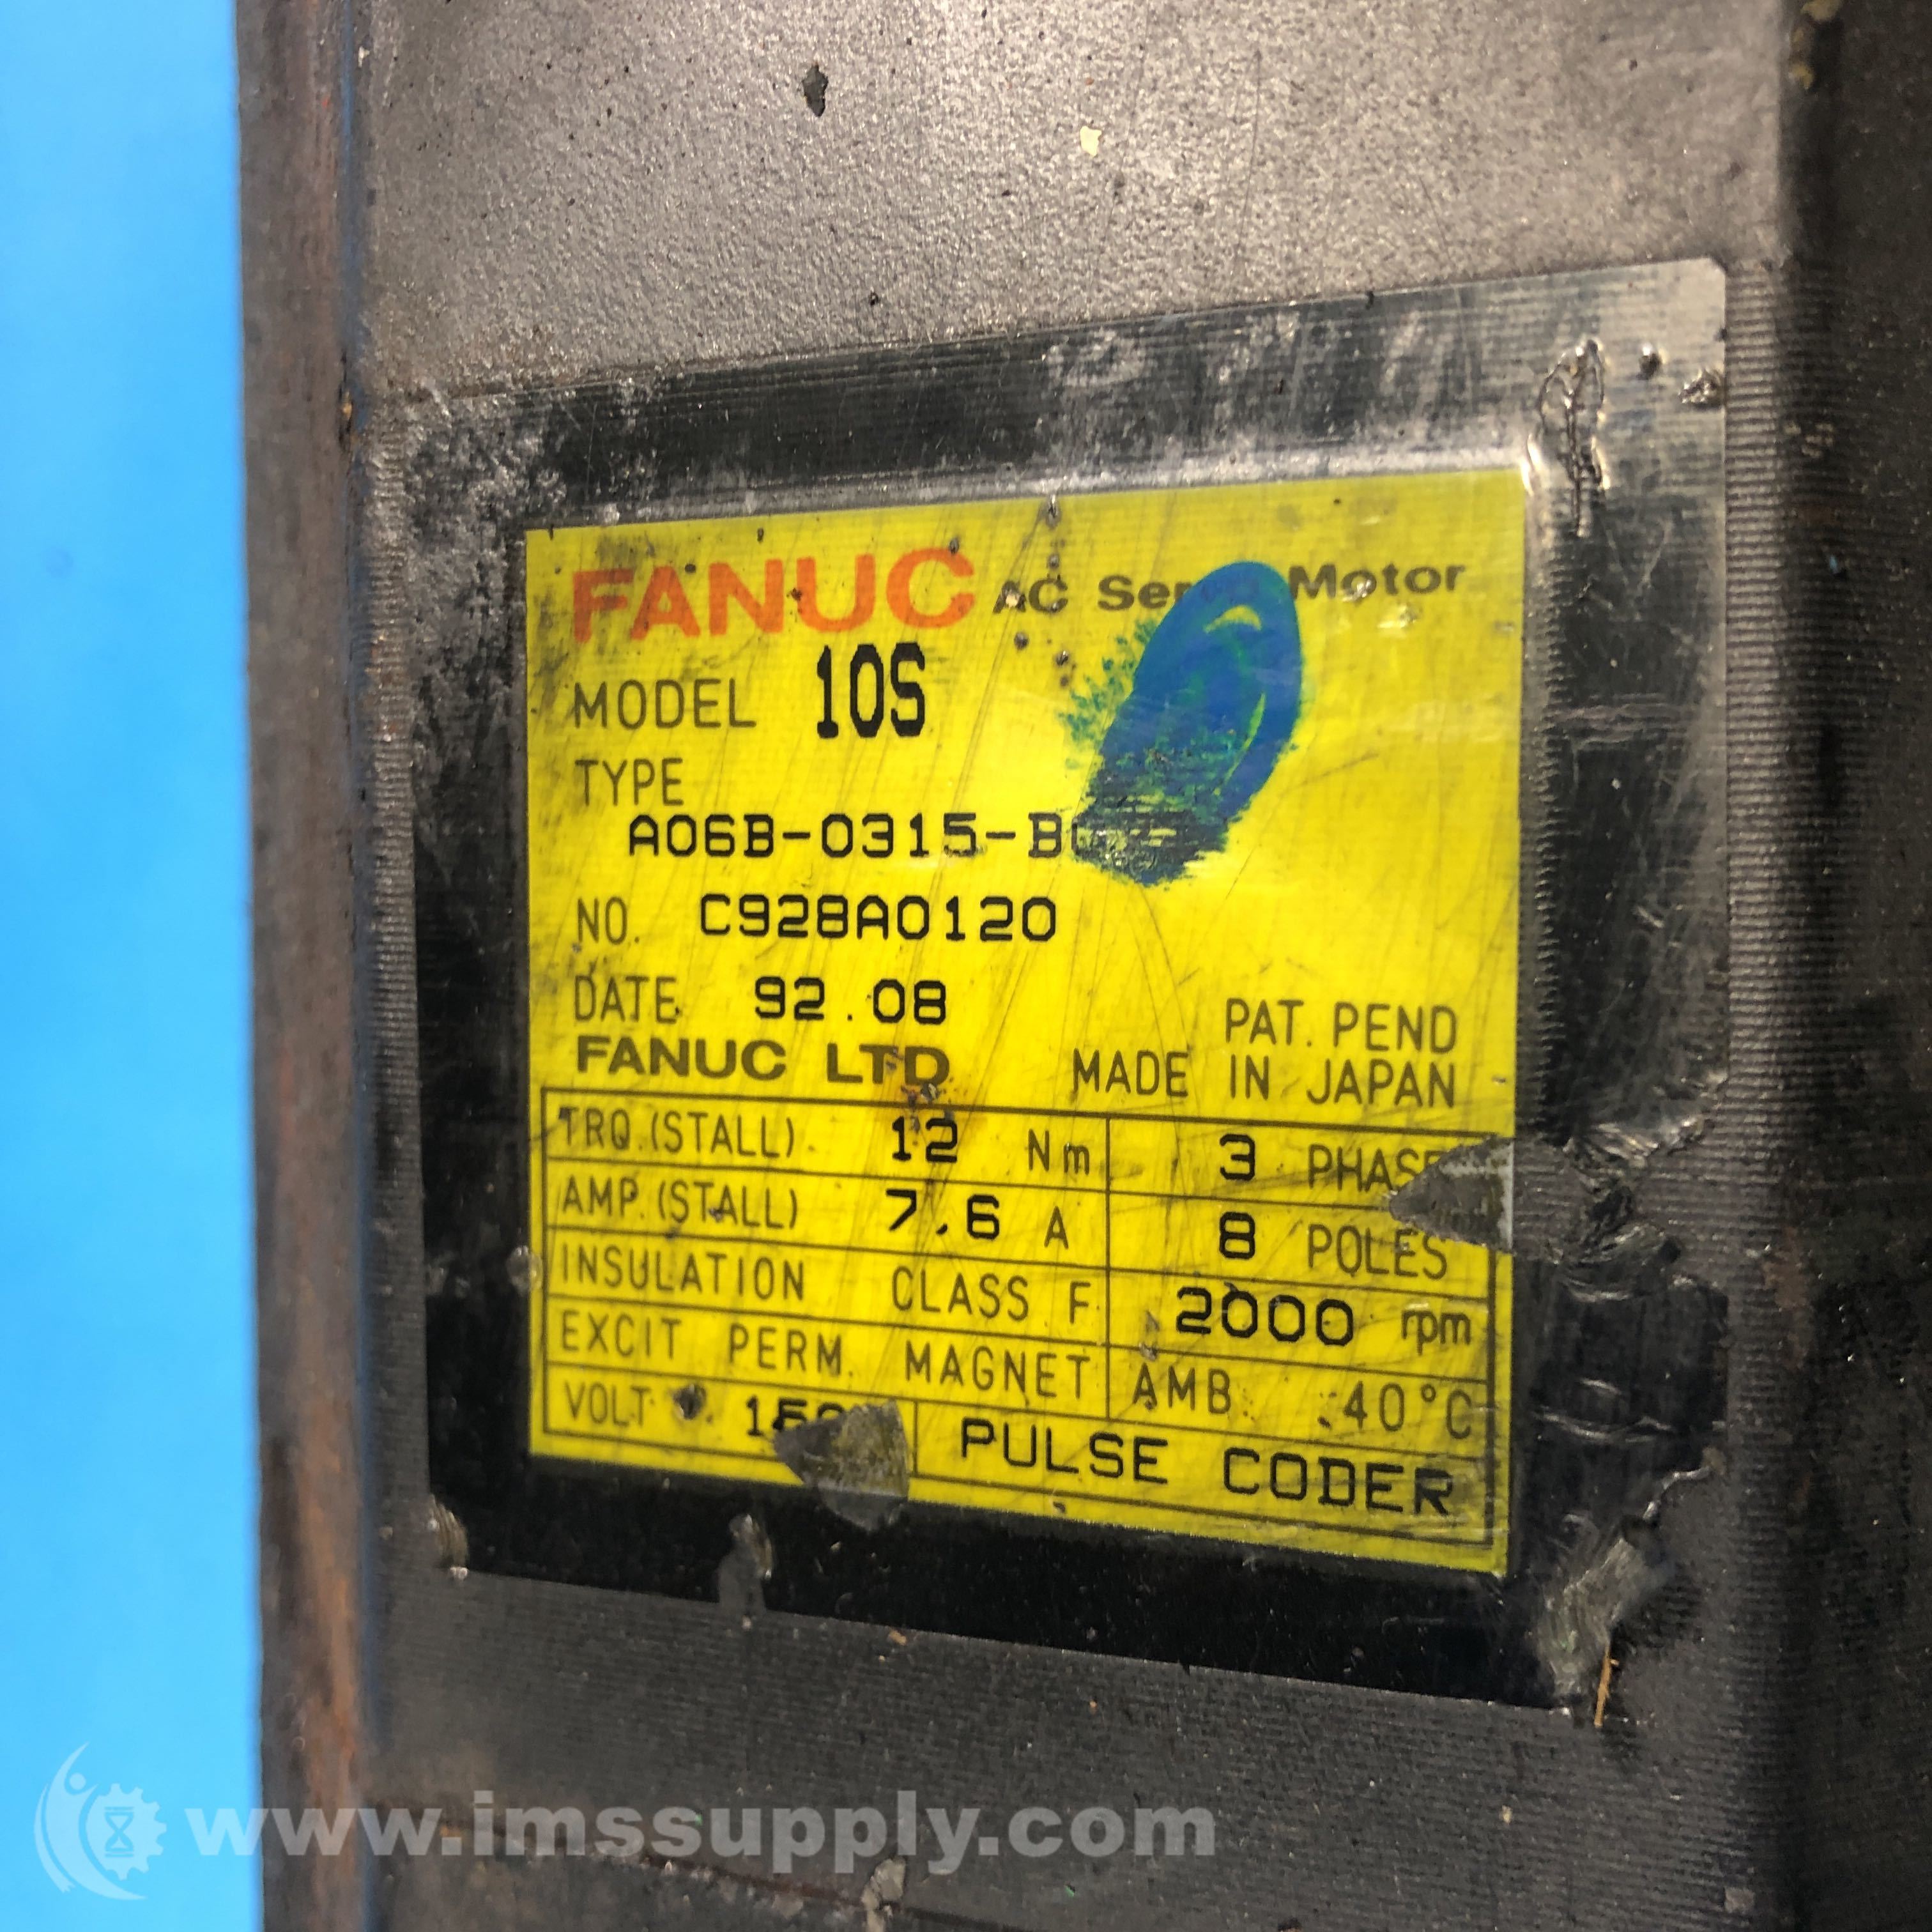 FANUC AC Servo Motor
MODEL 10S
TYPE
A06B-0315-B
NO. C928A0120
DATE 92.08
PAT. PEND
FANUC LTD MADE IN JAPAN
TRQ.(STALL) 12 Nm 3 PHASE
AMP.(STALL) 7.6 A 8 POLES
INSULATION CLASS F 2000 rpm
EXCIT PERM. MAGNET AMB. 40°C
VOLT PULSE CODER
www.imssupply.com